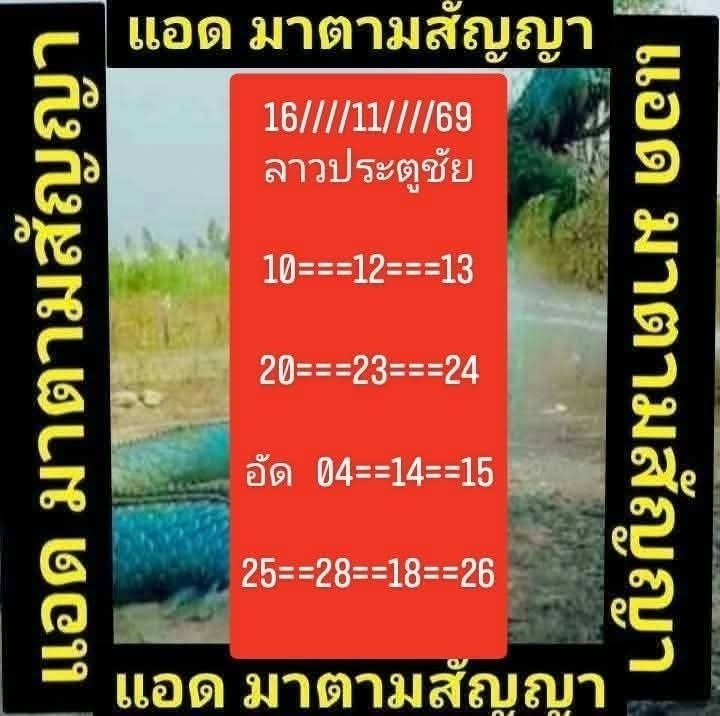 แอด มาตามสัญญา
แอด มาตามสัญญา
แอด มาตามสัญญา
16////11////69
ลาวประตูชัย
10===12===13
20===23===24
อัด 04==14==15
25==28==18==26
แอด มาตามสัญญา